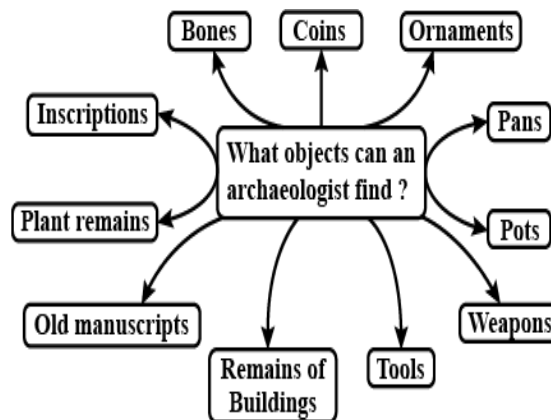 Bones
Coins
Ornaments
Inscriptions
Pans
What objects can an
archaeologist find ?
Plant remains
Pots
Old manuscripts
Weapons
Remains of
Buildings
Tools